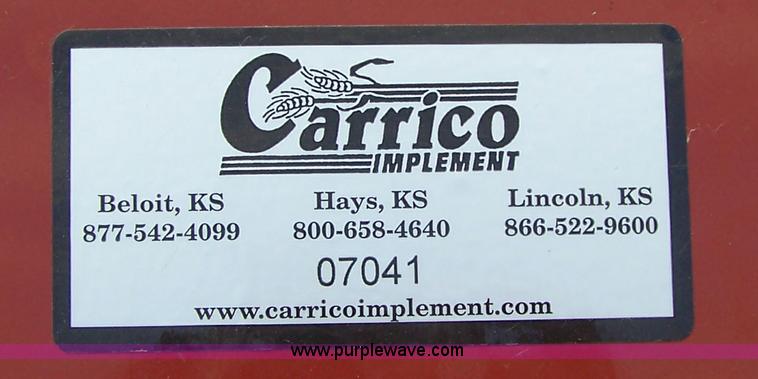 Carrico
IMPLEMENT
Beloit, KS Hays, KS Lincoln, KS
877-542-4099 800-658-4640 866-522-9600
07041
www.carricoimplement.com
www.purplewave.com